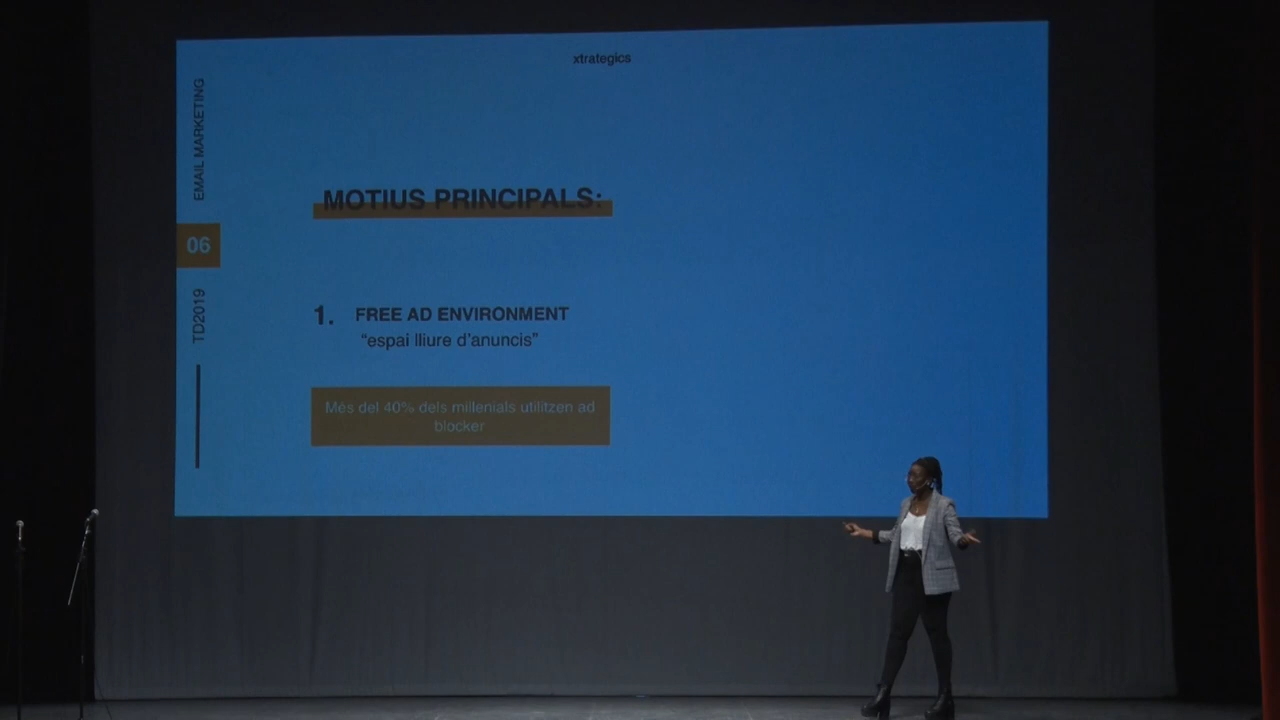 xtrategics
EMAIL MARKETING
06
TD2019
MOTIUS PRINCIPALS:
1. FREE AD ENVIRONMENT
“espai lliure d’anuncis”
Més del 40% dels millenials utilitzen ad
blocker